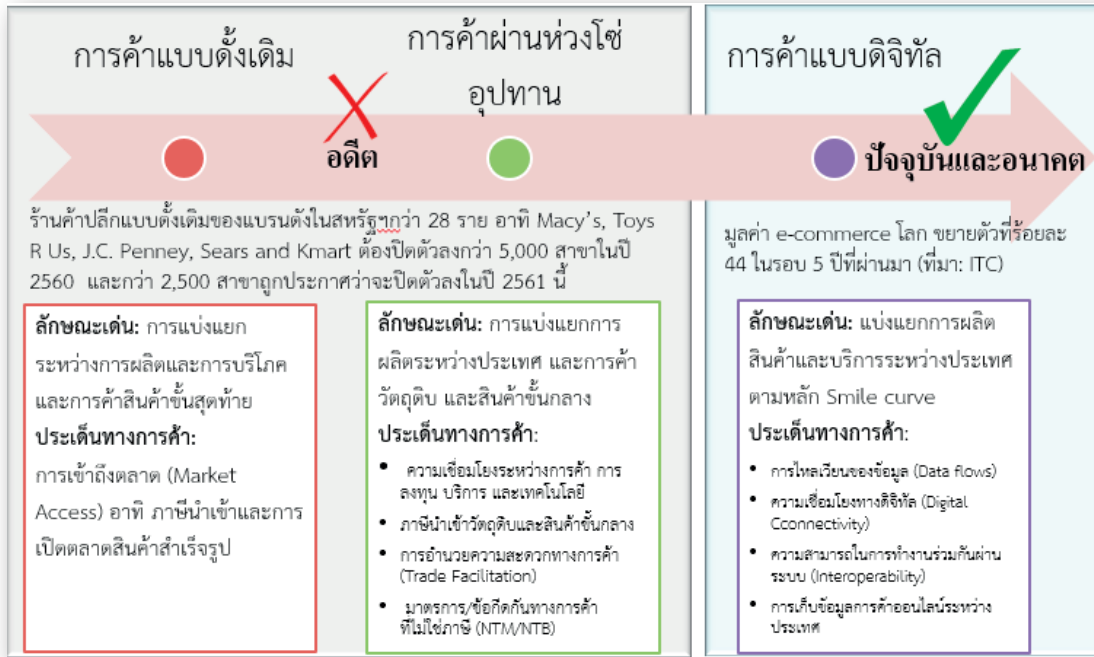 การค้าแบบดั้งเดิม
การค้าผ่านห่วงโซ่
อุปทาน
การค้าแบบดิจิทัล
อดีต
ปัจจุบันและอนาคต
ร้านค้าปลีกแบบดั้งเดิมของแบรนดังในสหรัฐฯกว่า 28 ราย อาทิ Macy's, Toys
R Us, J.C. Penney, Sears and Kmart ต้องปิดตัวลงกว่า 5,000 สาขาในปี
2560 และกว่า 2,500 สาขาถูกประกาศว่าจะปิดตัวลงในปี 2561 นี้
มูลค่า e-commerce โลก ขยายตัวที่ร้อยละ
44 ในรอบ 5 ปีที่ผ่านมา (ที่มา: ITC)
ลักษณะเด่น: การแบ่งแยก
ระหว่างการผลิตและการบริโภค
และการค้าสินค้าขั้นสุดท้าย
ประเด็นทางการค้า:
การเข้าถึงตลาด (Market
Access) อาทิ ภาษีนำเข้าและการ
เปิดตลาดสินค้าสำเร็จรูป
ลักษณะเด่น: การแบ่งแยกการ
ผลิตระหว่างประเทศ และการค้า
วัตถุดิบ และสินค้าขั้นกลาง
ประเด็นทางการค้า:
• ความเชื่อมโยงระหว่างการค้า การ
ลงทุน บริการ และเทคโนโลยี
• ภาษีนำเข้าวัตถุดิบและสินค้าขั้นกลาง
• การอำนวยความสะดวกทางการค้า
(Trade Facilitation)
• มาตรการ/ข้อกีดกันทางการค้า
ที่ไม่ใช่ภาษี (NTM/NTB)
ลักษณะเด่น: แบ่งแยกการผลิต
สินค้าและบริการระหว่างประเทศ
ตามหลัก Smile curve
ประเด็นทางการค้า:
• การไหลเวียนของข้อมูล (Data flows)
• ความเชื่อมโยงทางดิจิทัล (Digital
Cconnectivity)
• ความสามารถในการทำงานร่วมกันผ่าน
ระบบ (Interoperability)
• การเก็บข้อมูลการค้าออนไลน์ระหว่าง
ประเทศ